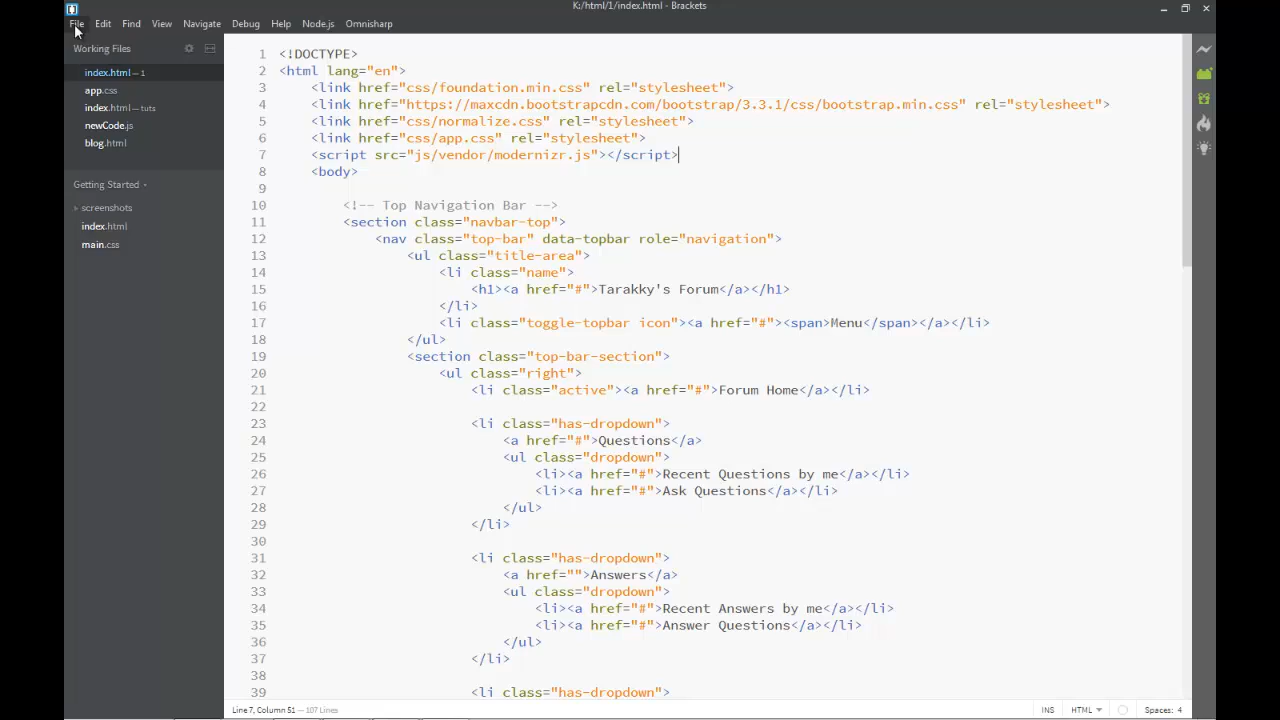 K:/html/1/index.html - Brackets
File Edit Find View Navigate Debug Help Node.js Omnisharp
Working Files
index.html — 1
app.css
index.html — tuts
newCode.js
blog.html
Getting Started
screenshots
index.html
main.css
1 <!DOCTYPE>
2 <html lang="en">
3 <link href="css/foundation.min.css" rel="stylesheet">
4 <link href="https://maxcdn.bootstrapcdn.com/bootstrap/3.3.1/css/bootstrap.min.css" rel="stylesheet">
5 <link href="css/normalize.css" rel="stylesheet">
6 <link href="css/app.css" rel="stylesheet">
7 <script src="js/vendor/modernizr.js"></script>
8 <body>
9
10 <!-- Top Navigation Bar -->
11 <section class="navbar-top">
12 <nav class="top-bar" data-topbar role="navigation">
13 <ul class="title-area">
14 <li class="name">
15 <h1><a href="#">Tarakky's Forum</a></h1>
16 </li>
17 <li class="toggle-topbar icon"><a href="#"><span>Menu</span></a></li>
18 </ul>
19 <section class="top-bar-section">
20 <ul class="right">
21 <li class="active"><a href="#">Forum Home</a></li>
22
23 <li class="has-dropdown">
24 <a href="#">Questions</a>
25 <ul class="dropdown">
26 <li><a href="#">Recent Questions by me</a></li>
27 <li><a href="#">Ask Questions</a></li>
28 </ul>
29 </li>
30
31 <li class="has-dropdown">
32 <a href="">Answers</a>
33 <ul class="dropdown">
34 <li><a href="#">Recent Answers by me</a></li>
35 <li><a href="#">Answer Questions</a></li>
36 </ul>
37 </li>
38
39 <li class="has-dropdown">
Line 7, Column 51 — 107 Lines
INS HTML Spaces: 4